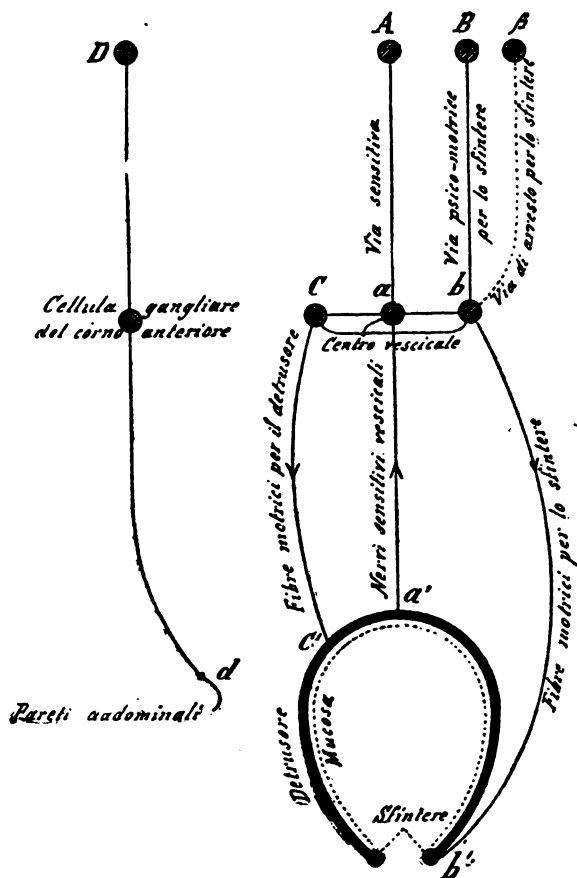 D
A
B
β
Via sensitiva
Via psico-motrice
per lo sfintere
Via di arresto per lo sfintere
C
a
b
Cellula gangliare
del corno anteriore
Centro vescicale
Fibre motrici per il detrusore
Nervi sensitivi vescicali
Fibre motrici per lo sfintere
a'
c'
d
Pareti addominali
Detrusore
Mucosa
Sfintere
b'